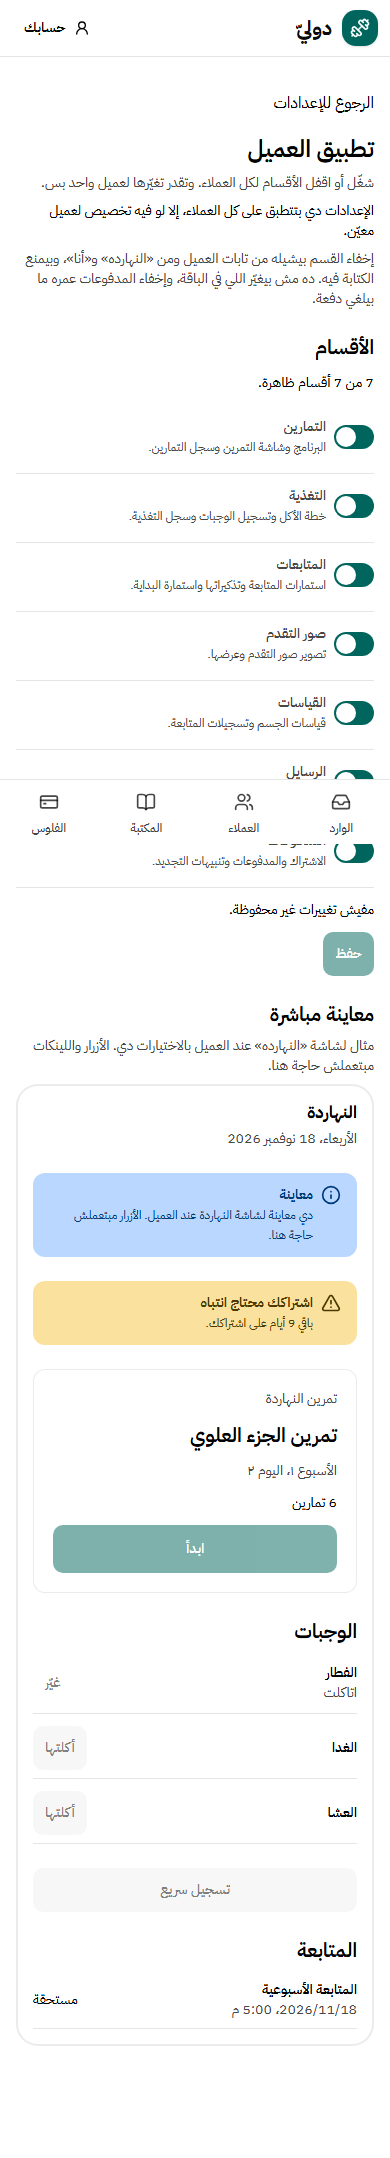 دوليّ
حسابك
الرجوع للإعدادات
تطبيق العميل
شغّل أو اقفل الأقسام لكل العملاء. وتقدر تغيّرها لعميل واحد بس.
الإعدادات دي بتتطبق على كل العملاء، إلا لو فيه تخصيص لعميل
معيّن.
إخفاء القسم بيشيله من تابات العميل ومن «النهارده» و«أنا»، وبيمنع
الكتابة فيه. ده مش بيغيّر اللي في الباقة، وإخفاء المدفوعات عمره ما
بيلغي دفعة.
الأقسام
7 من 7 أقسام ظاهرة.
التمارين
البرنامج وشاشة التمرين وسجل التمارين.
التغذية
خطة الأكل وتسجيل الوجبات وسجل التغذية.
المتابعات
استمارات المتابعة وتذكيراتها واستمارة البداية.
صور التقدم
تصوير صور التقدم وعرضها.
القياسات
قياسات الجسم وتسجيلات المتابعة.
الرسايل
الوارد
العملاء
المكتبة
الفلوس
الاشتراك والمدفوعات وتنبيهات التجديد.
مفيش تغييرات غير محفوظة.
حفظ
معاينة مباشرة
مثال لشاشة «النهارده» عند العميل بالاختيارات دي. الأزرار واللينكات
مبتعملش حاجة هنا.
النهاردة
الأربعاء، 18 نوفمبر 2026
معاينة
دي معاينة لشاشة النهاردة عند العميل. الأزرار مبتعملش
حاجة هنا.
اشتراكك محتاج انتباه
باقي 9 أيام على اشتراكك.
تمرين النهاردة
تمرين الجزء العلوي
الأسبوع ١، اليوم ٢
6 تمارين
ابدأ
الوجبات
الفطار
اتاكلت
غيّر
الغدا
أكلتها
العشا
أكلتها
تسجيل سريع
المتابعة
المتابعة الأسبوعية
2026/11/18، 5:00 م
مستحقة